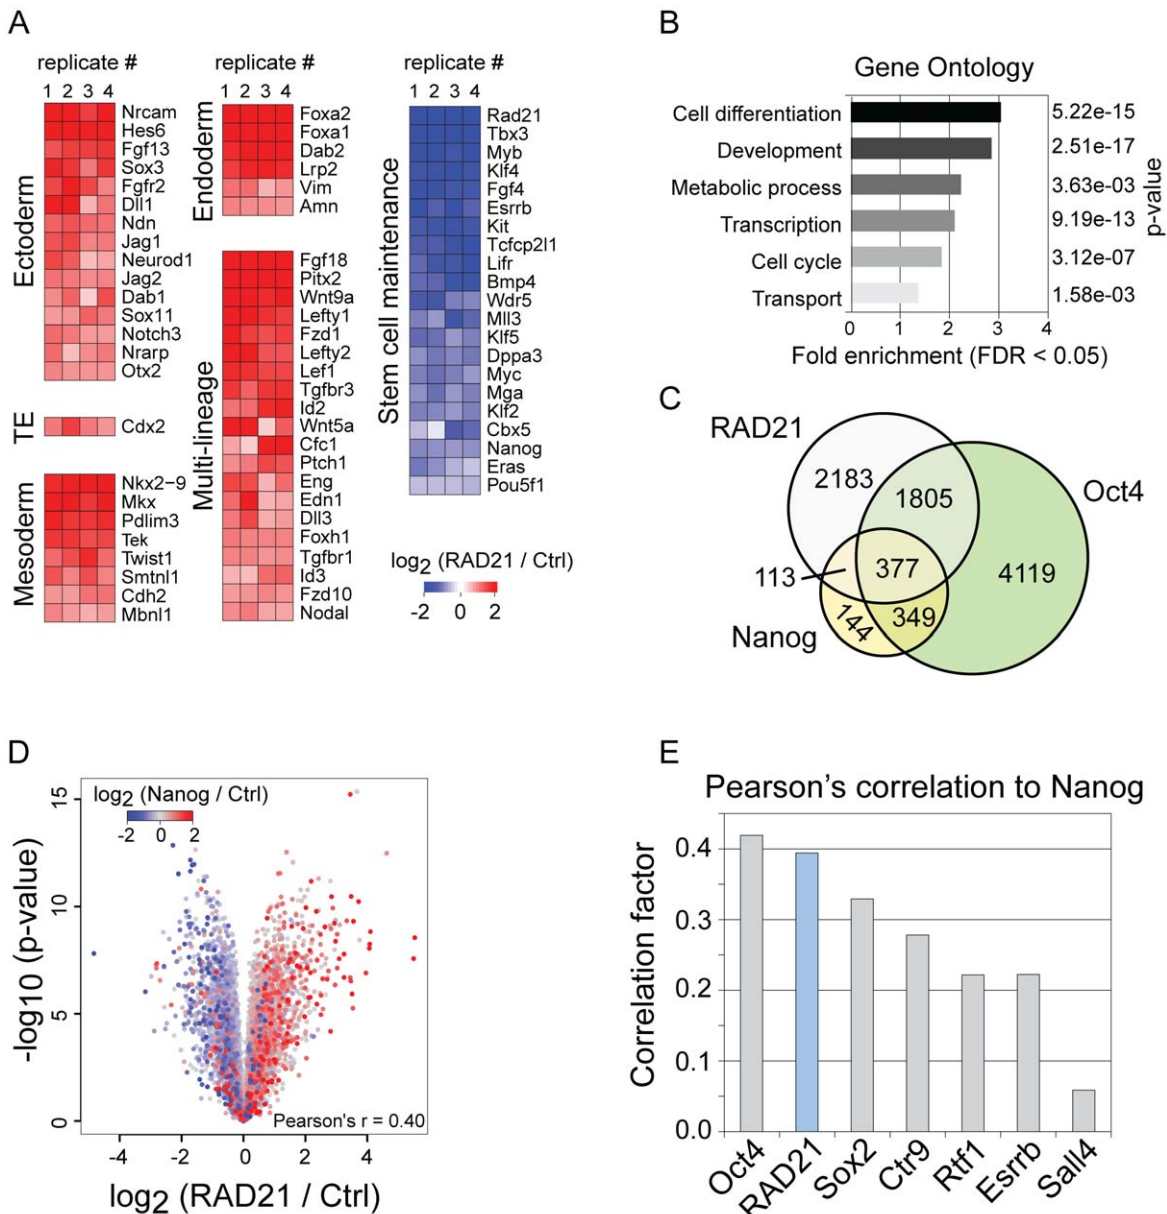 A
replicate #
1 2 3 4
Ectoderm
Nrcam
Hes6
Fgf13
Sox3
Fgfr2
Dll1
Ndn
Jag1
Neurod1
Jag2
Dab1
Sox11
Notch3
Nrarp
Otx2
TE
Cdx2
Mesoderm
Nkx2-9
Mkx
Pdlim3
Tek
Twist1
Smtnl1
Cdh2
Mbnl1
replicate #
1 2 3 4
Endoderm
Foxa2
Foxa1
Dab2
Lrp2
Vim
Amn
Multi-lineage
Fgf18
Pitx2
Wnt9a
Lefty1
Fzd1
Lefty2
Lef1
Tgfbr3
Id2
Wnt5a
Cfc1
Ptch1
Eng
Edn1
Dll3
Foxh1
Tgfbr1
Id3
Fzd10
Nodal
replicate #
1 2 3 4
Stem cell maintenance
Rad21
Tbx3
Myb
Klf4
Fgf4
Esrrb
Kit
Tcfcp2l1
Lifr
Bmp4
Wdr5
Mll3
Klf5
Dppa3
Myc
Mga
Klf2
Cbx5
Nanog
Eras
Pou5f1
log2 (RAD21 / Ctrl)
-2 0 2
B
Gene Ontology
Cell differentiation 5.22e-15
Development 2.51e-17
Metabolic process 3.63e-03
Transcription 9.19e-13
Cell cycle 3.12e-07
Transport 1.58e-03
p-value
0 1 2 3 4
Fold enrichment (FDR < 0.05)
C
RAD21
Oct4
Nanog
2183
1805
4119
377
113
349
144
D
log2 (Nanog / Ctrl)
-2 0 2
15
10
5
0
-log10 (p-value)
Pearson's r = 0.40
-4 -2 0 2 4
log2 (RAD21 / Ctrl)
E
Pearson's correlation to Nanog
Correlation factor
0.4
0.3
0.2
0.1
0.0
Oct4
RAD21
Sox2
Ctr9
Rtf1
Esrrb
Sall4